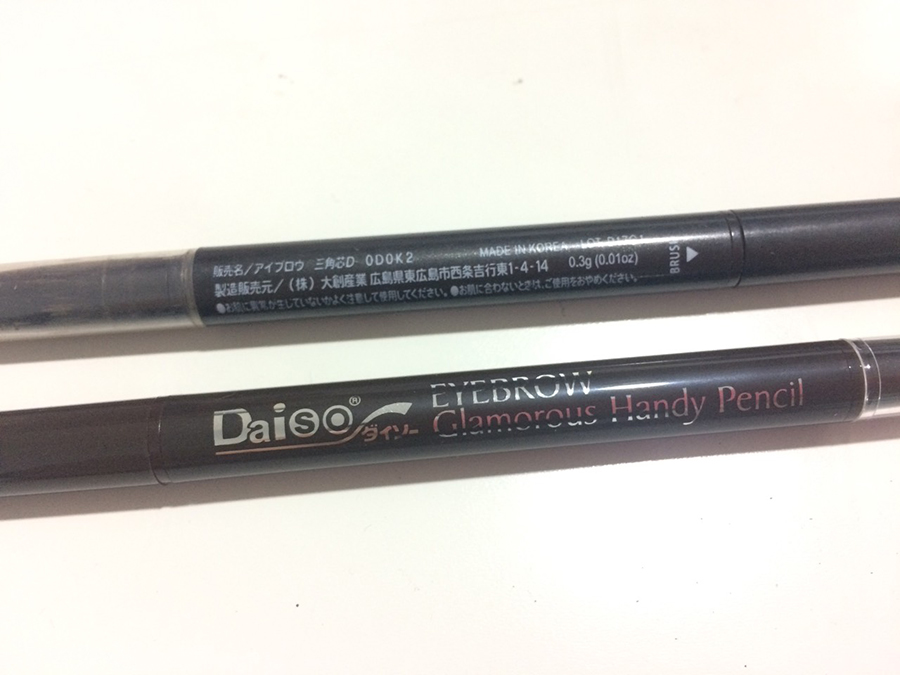 販売名/アイブロウ 三角芯D ODOK2
MADE IN KOREA LOT
製造販売元/(株) 大創産業 広島県東広島市西条吉行東1-4-14
0.3g (0.01oz)
●お肌に異常が生じていないかよく注意して使用してください。●お肌に合わないときは、ご使用をおやめください。
BRUSH
Daiso® ダイソー
EYEBROW
Glamorous Handy Pencil